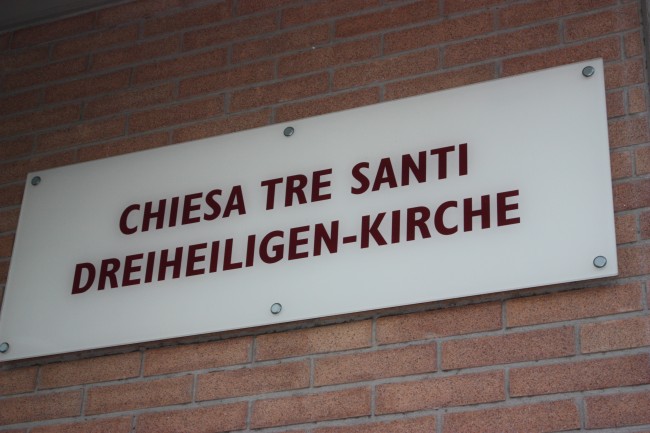 CHIESA TRE SANTI
DREIHEILIGEN-KIRCHE